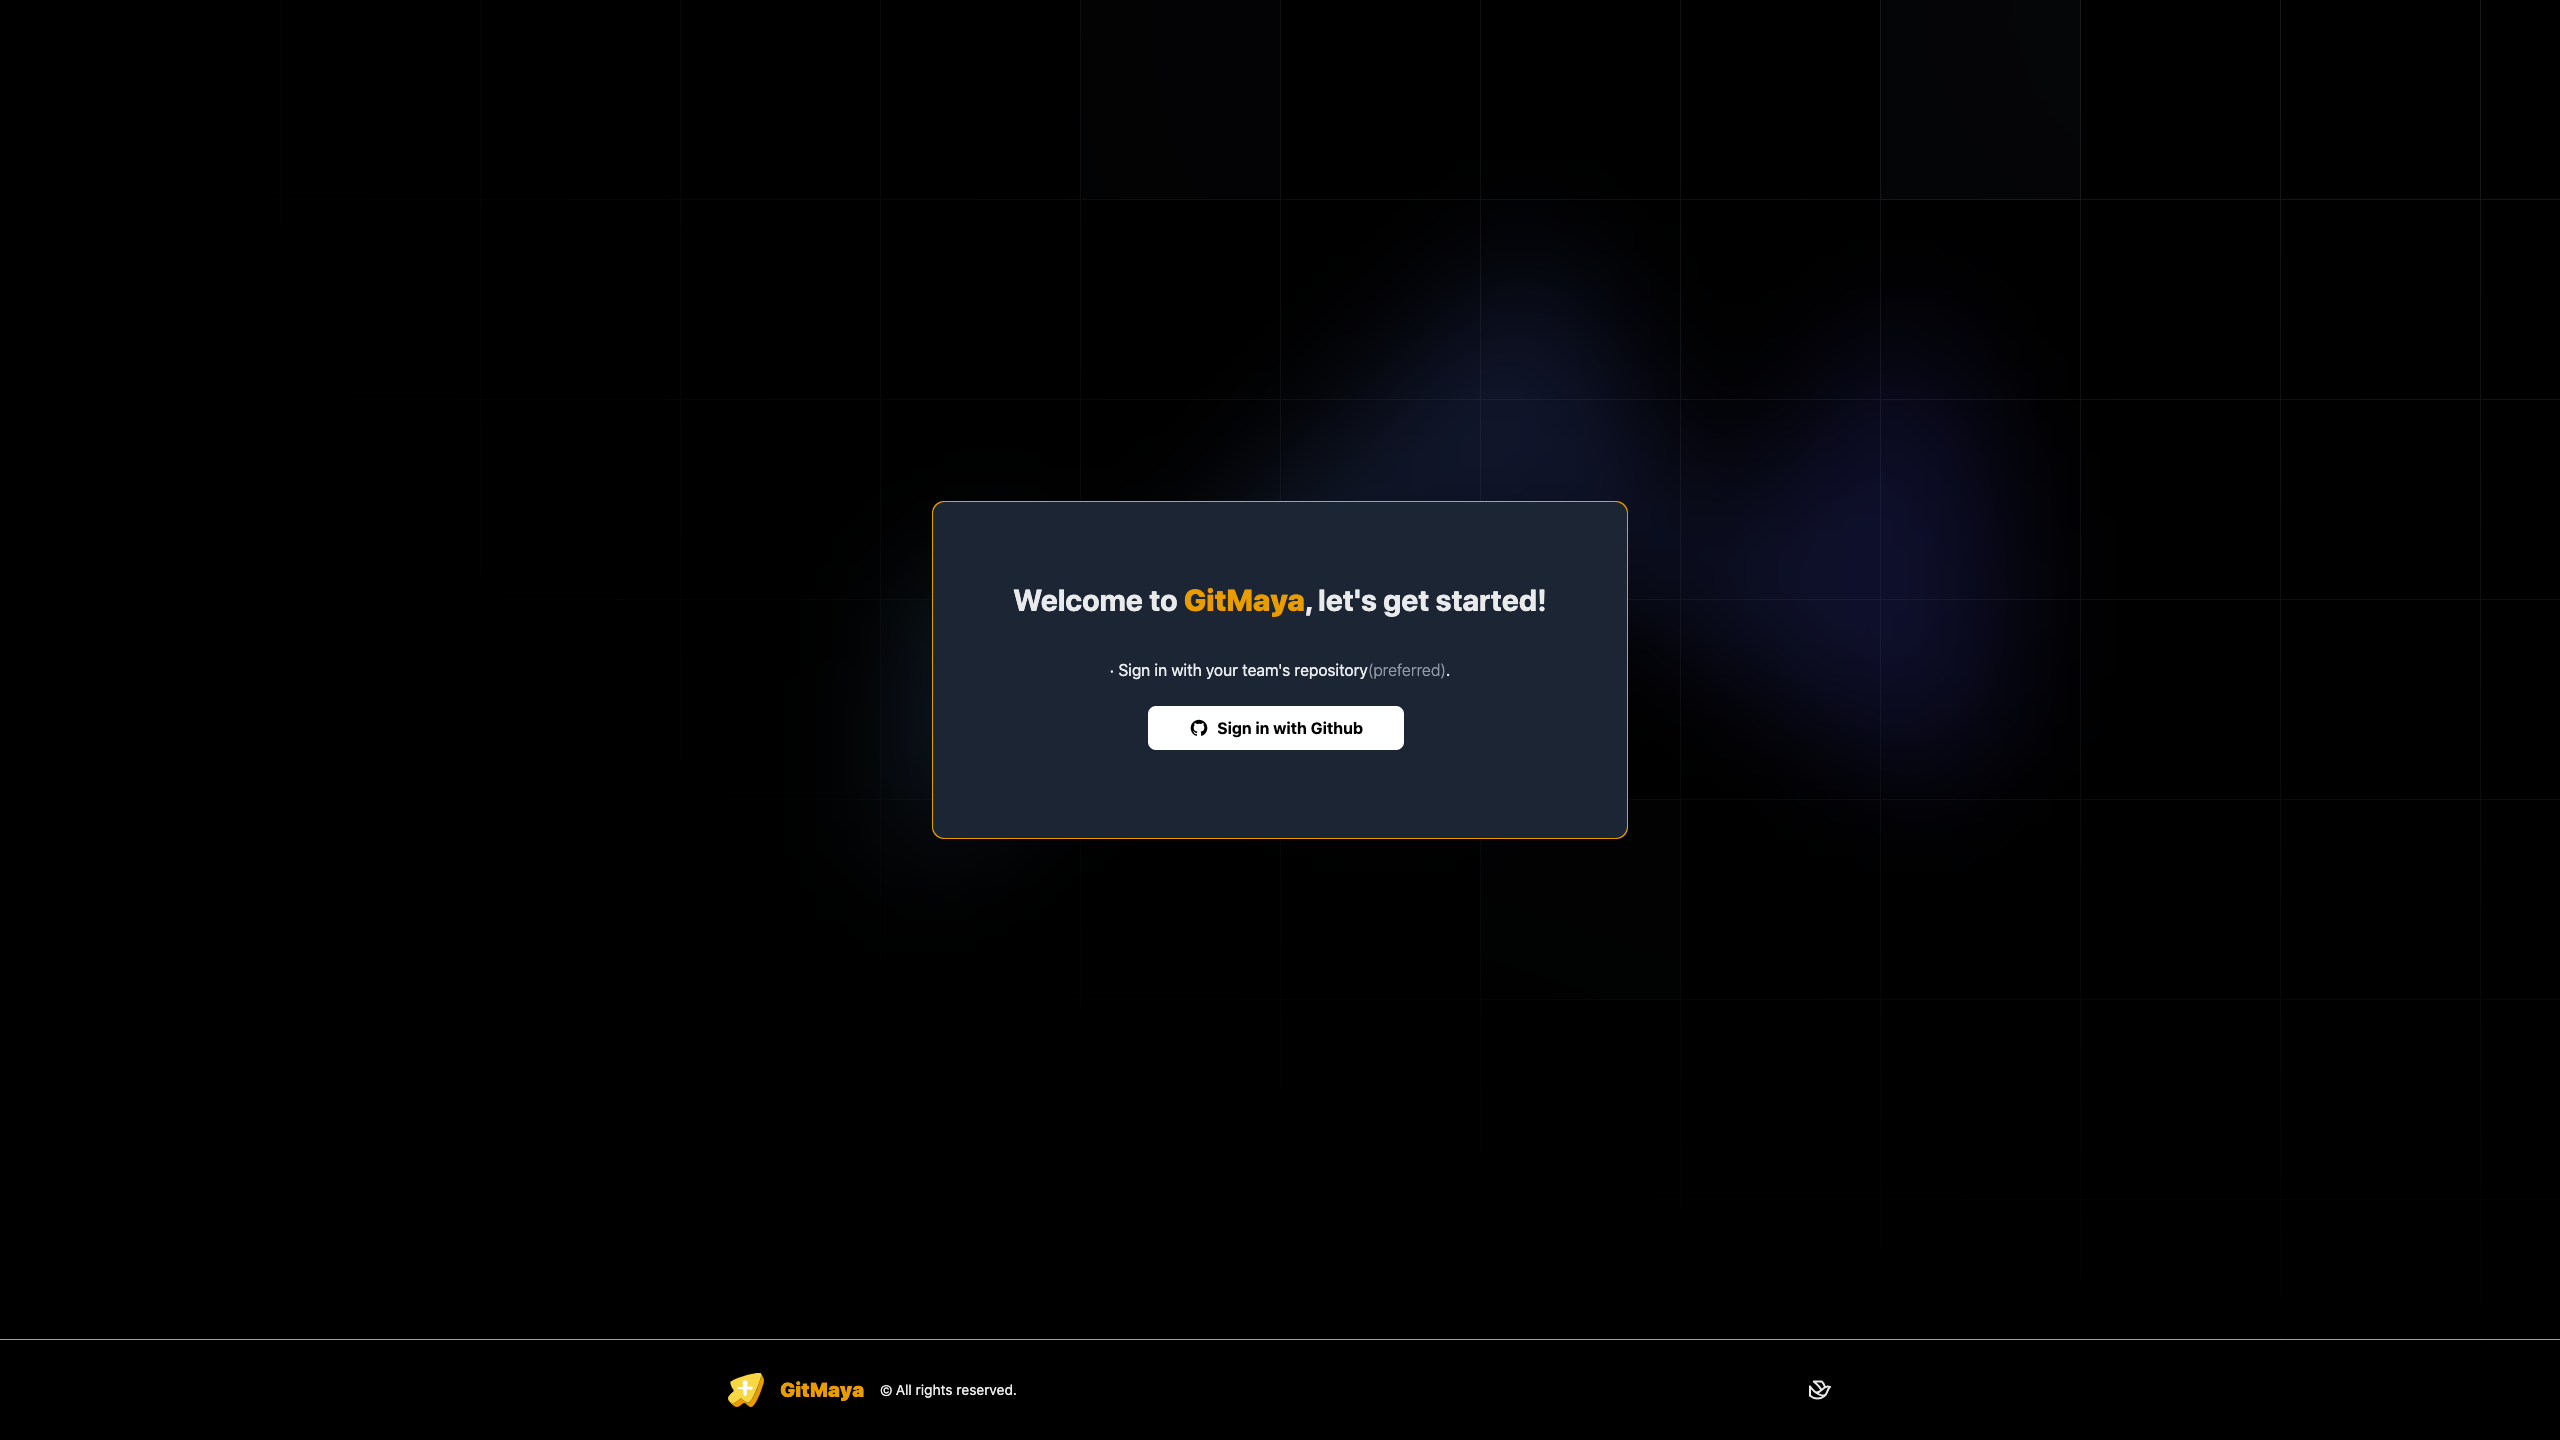 Welcome to GitMaya, let's get started!
· Sign in with your team's repository(preferred).
Sign in with Github
GitMaya © All rights reserved.